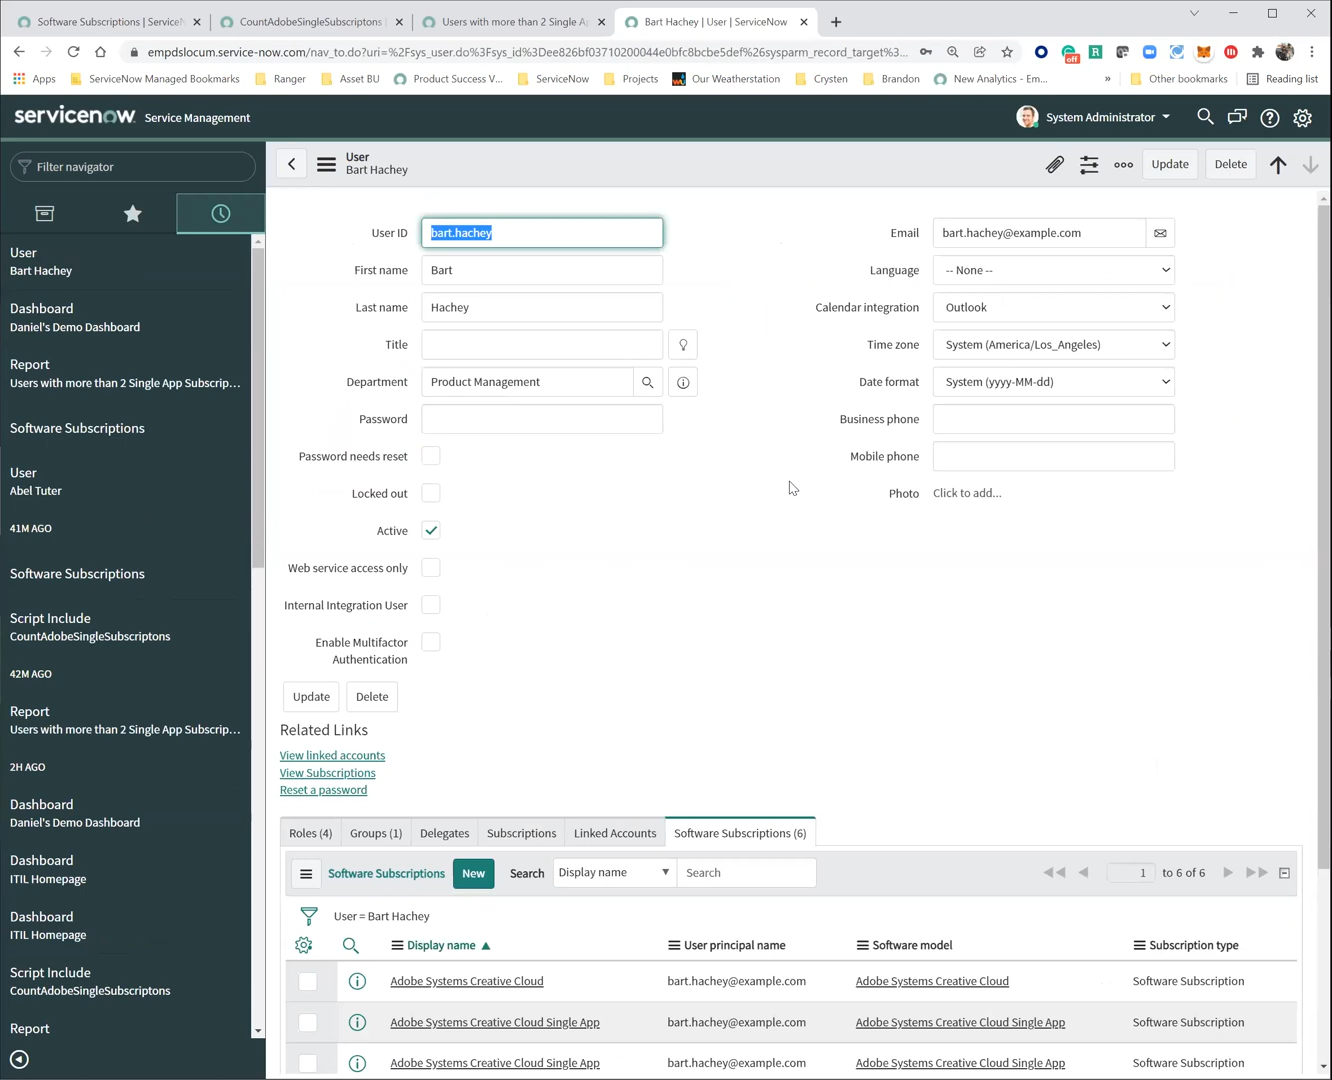 Software Subscriptions | ServiceN
CountAdobeSingleSubscriptons |
Users with more than 2 Single Ap
Bart Hachey | User | ServiceNow
empdslocum.service-now.com/nav_to.do?uri=%2Fsys_user.do%3Fsys_id%3Dee826bf03710200044e0bfc8bcbe5def%26sysparm_record_target%...
off
Apps
ServiceNow Managed Bookmarks
Ranger
Asset BU
Product Success V...
ServiceNow
Projects
Our Weatherstation
Crysten
Brandon
New Analytics - Em...
»
Other bookmarks
Reading list
servicenow Service Management
System Administrator
Filter navigator
User
Bart Hachey
Dashboard
Daniel's Demo Dashboard
Report
Users with more than 2 Single App Subscrip...
Software Subscriptions
User
Abel Tuter
41M AGO
Software Subscriptions
Script Include
CountAdobeSingleSubscriptons
42M AGO
Report
Users with more than 2 Single App Subscrip...
2H AGO
Dashboard
Daniel's Demo Dashboard
Dashboard
ITIL Homepage
Dashboard
ITIL Homepage
Script Include
CountAdobeSingleSubscriptons
Report
User
Bart Hachey
Update
Delete
User ID bart.hachey
First name Bart
Last name Hachey
Title
Department Product Management
Password
Password needs reset
Locked out
Active
Web service access only
Internal Integration User
Enable Multifactor
Authentication
Email bart.hachey@example.com
Language -- None --
Calendar integration Outlook
Time zone System (America/Los_Angeles)
Date format System (yyyy-MM-dd)
Business phone
Mobile phone
Photo Click to add...
Update
Delete
Related Links
View linked accounts
View Subscriptions
Reset a password
Roles (4)
Groups (1)
Delegates
Subscriptions
Linked Accounts
Software Subscriptions (6)
Software Subscriptions New Search Display name Search 1 to 6 of 6
User = Bart Hachey
Display name User principal name Software model Subscription type
Adobe Systems Creative Cloud bart.hachey@example.com Adobe Systems Creative Cloud Software Subscription
Adobe Systems Creative Cloud Single App bart.hachey@example.com Adobe Systems Creative Cloud Single App Software Subscription
Adobe Systems Creative Cloud Single App bart.hachey@example.com Adobe Systems Creative Cloud Single App Software Subscription